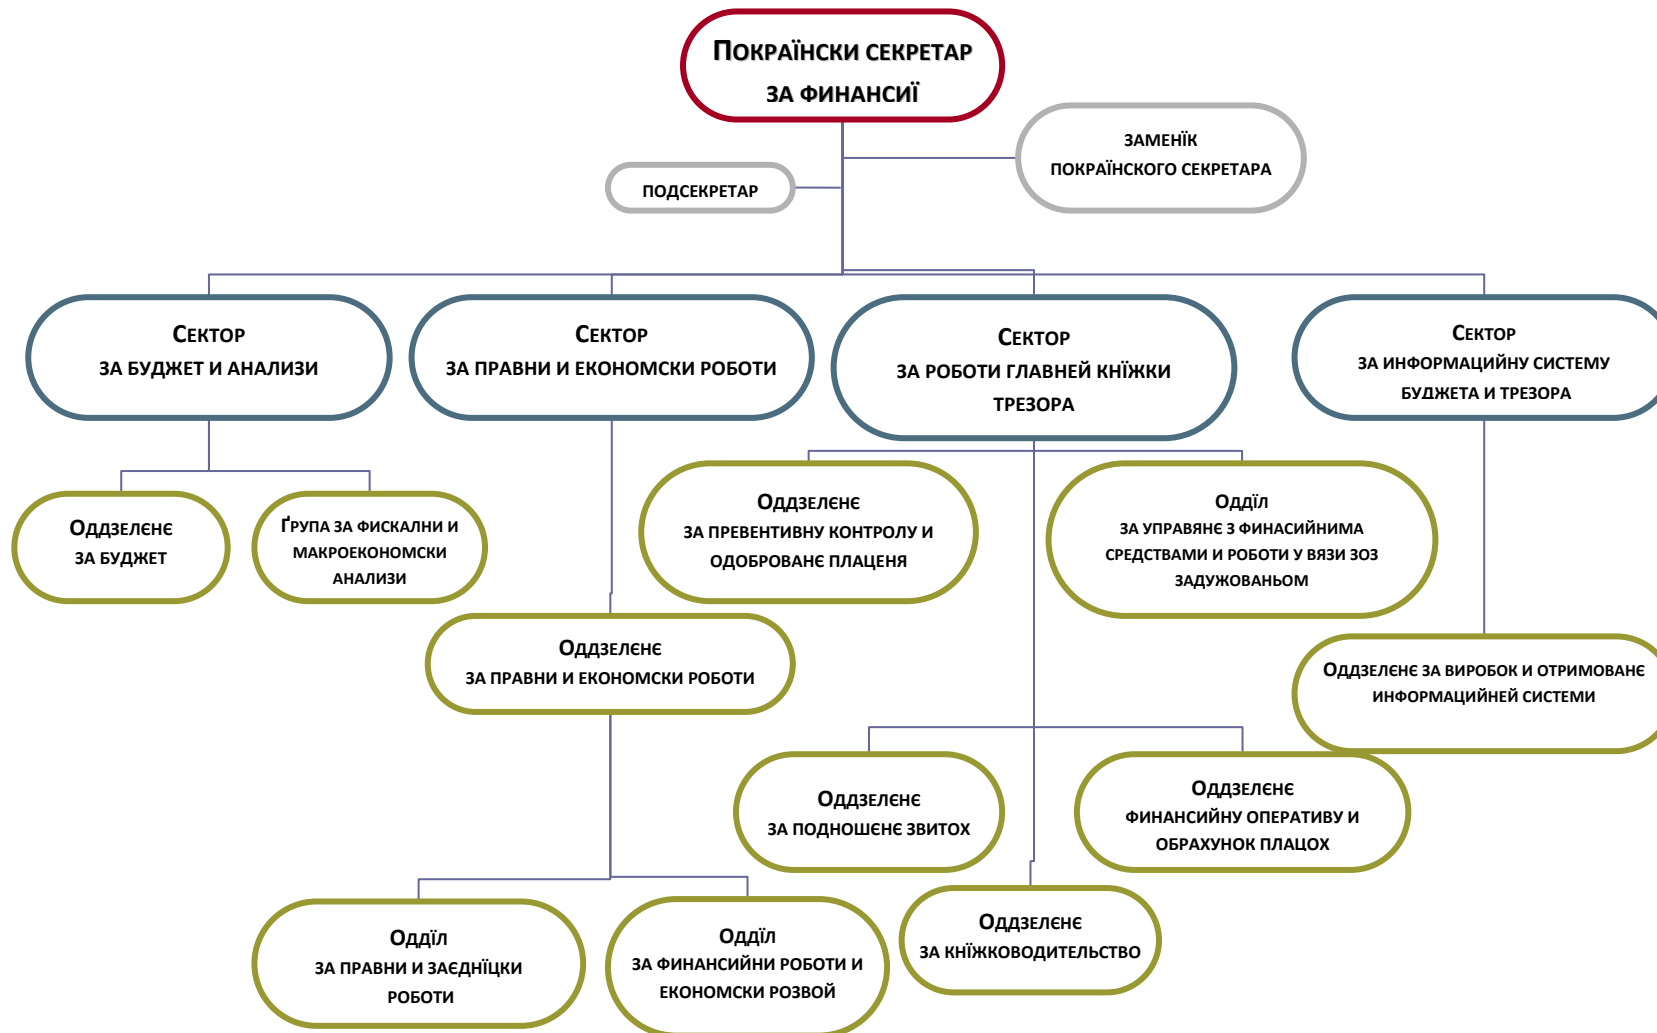 ПОКРАЇНСКИ СЕКРЕТАР
ЗА ФИНАНСИЇ
ЗАМЕНЇК
ПОКРАЇНСКОГО СЕКРЕТАРА
ПОДСЕКРЕТАР
СЕКТОР
ЗА БУДЖЕТ И АНАЛИЗИ
СЕКТОР
ЗА ПРАВНИ И ЕКОНОМСКИ РОБОТИ
СЕКТОР
ЗА РОБОТИ ГЛАВНЕЙ КНЇЖКИ
ТРЕЗОРА
СЕКТОР
ЗА ИНФОРМАЦИЙНУ СИСТЕМУ
БУДЖЕТА И ТРЕЗОРА
ОДДЗЕЛЄНЄ
ЗА БУДЖЕТ
ҐРУПА ЗА ФИСКАЛНИ И
МАКРОЕКОНОМСКИ
АНАЛИЗИ
ОДДЗЕЛЄНЄ
ЗА ПРЕВЕНТИВНУ КОНТРОЛУ И
ОДОБРОВАНЄ ПЛАЦЕНЯ
ОДДЇЛ
ЗА УПРАВЯНЄ З ФИНАСИЙНИМА
СРЕДСТВАМИ И РОБОТИ У ВЯЗИ ЗОЗ
ЗАДУЖОВАНЬОМ
ОДДЗЕЛЄНЄ
ЗА ПРАВНИ И ЕКОНОМСКИ РОБОТИ
ОДДЗЕЛЄНЄ ЗА ВИРОБОК И ОТРИМОВАНЄ
ИНФОРМАЦИЙНЕЙ СИСТЕМИ
ОДДЗЕЛЄНЄ
ЗА ПОДНОШЕНЄ ЗВИТОХ
ОДДЗЕЛЄНЄ
ФИНАНСИЙНУ ОПЕРАТИВУ И
ОБРАХУНОК ПЛАЦОХ
ОДДЇЛ
ЗА ПРАВНИ И ЗАЄДНЇЦКИ
РОБОТИ
ОДДЇЛ
ЗА ФИНАНСИЙНИ РОБОТИ И
ЕКОНОМСКИ РОЗВОЙ
ОДДЗЕЛЄНЄ
ЗА КНЇЖКОВОДИТЕЛЬСТВО